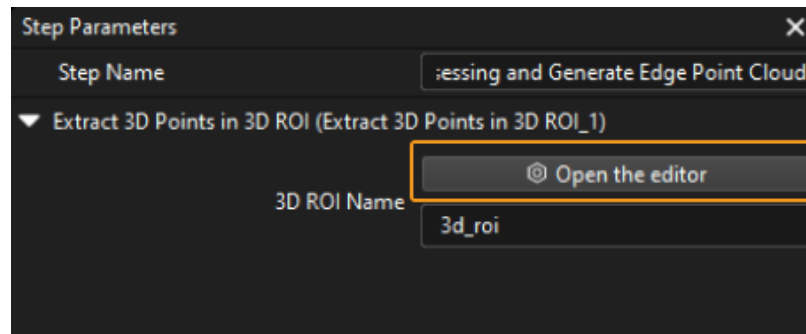 Step Parameters
Step Name
essing and Generate Edge Point Cloud
Extract 3D Points in 3D ROI (Extract 3D Points in 3D ROI_1)
Open the editor
3D ROI Name
3d_roi